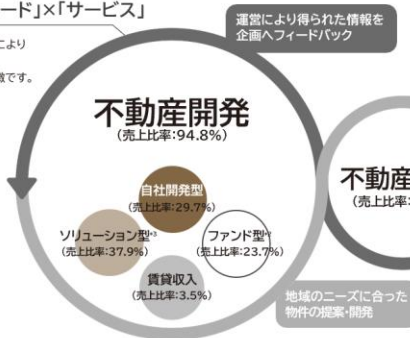 ード」×「サービス」
により
徴です。
運営により得られた情報を
企画へフィードバック
不動産開発
(売上比率:94.8%)
自社開発型
(売上比率:29.7%)
ソリューション型*3
(売上比率:37.9%)
ファンド型*
(売上比率:23.7%)
賃貸収入
(売上比率:3.5%)
不動産
(売上比率:
地域のニーズに合った
物件の提案・開発